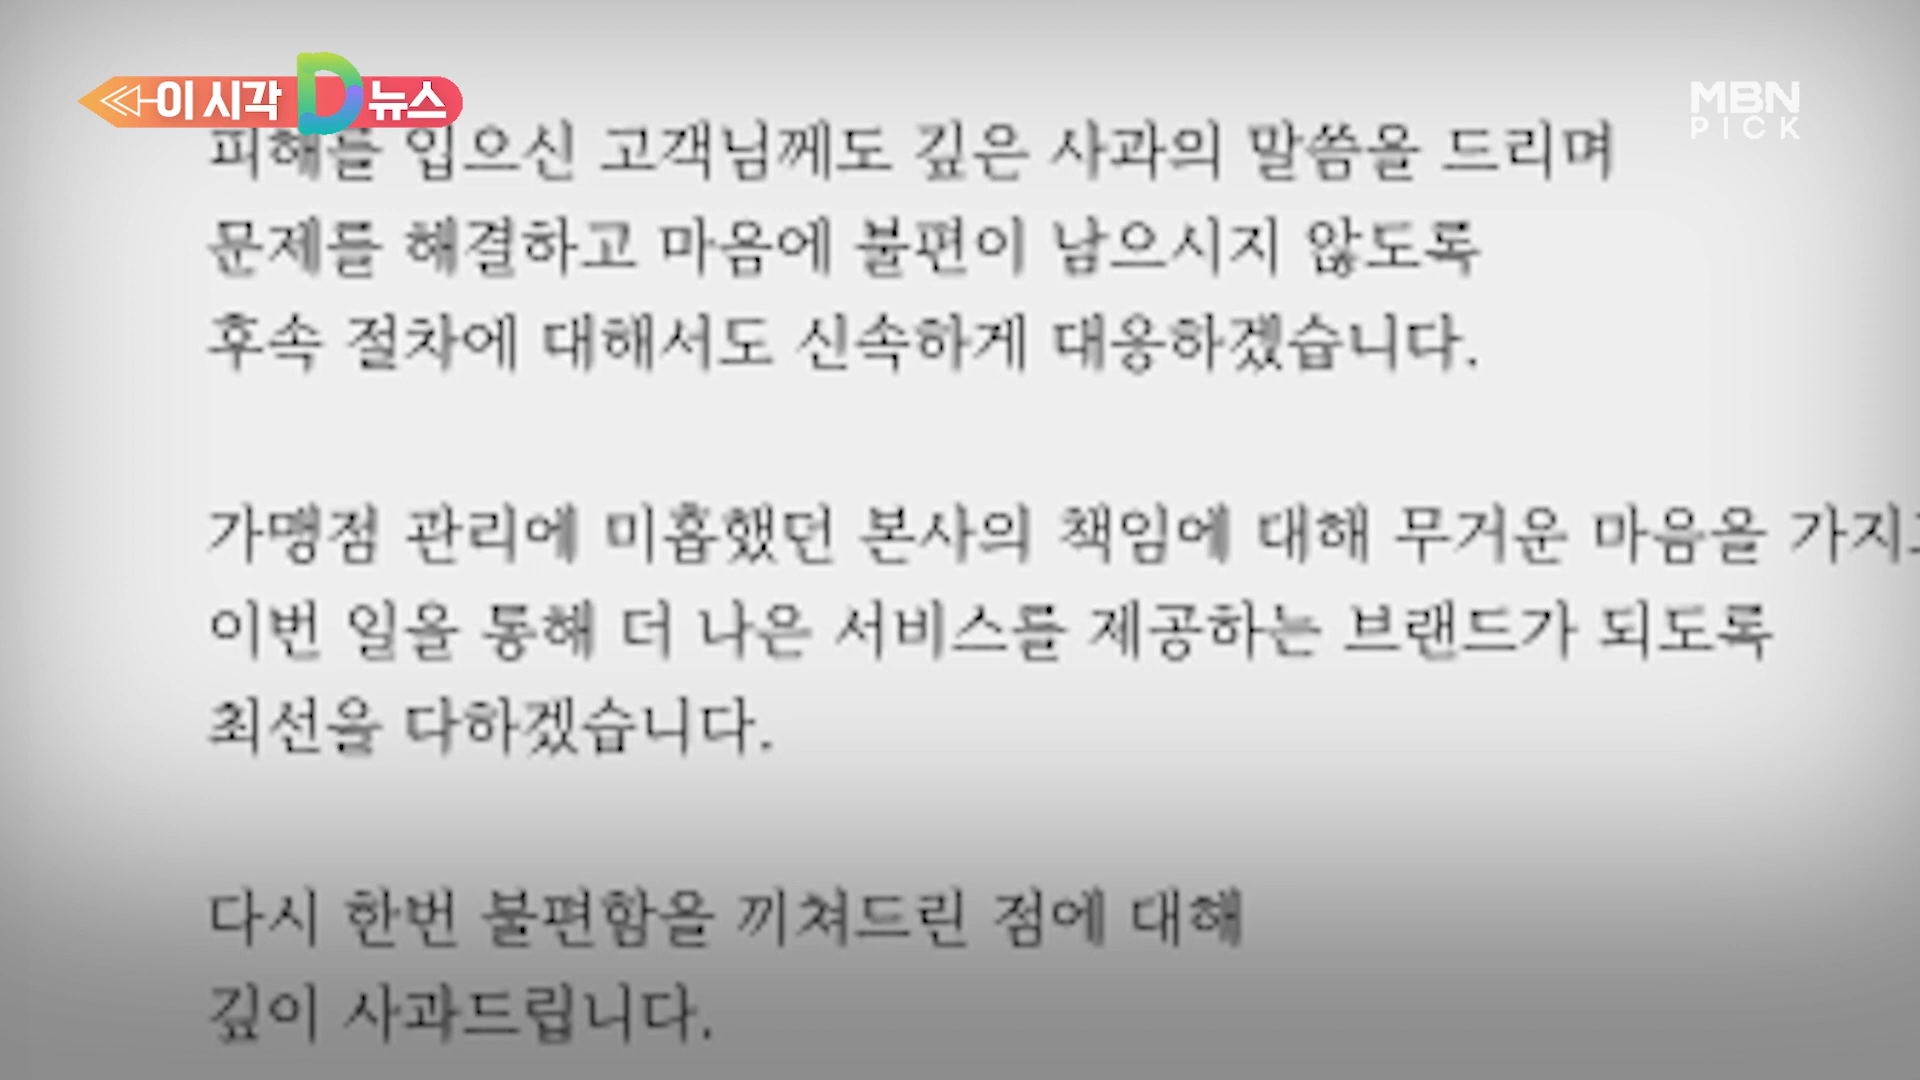 이 시각 D 뉴스
MBN
PICK
피해를 입으신 고객님께도 깊은 사과의 말씀을 드리며
문제를 해결하고 마음에 불편이 남으시지 않도록
후속 절차에 대해서도 신속하게 대응하겠습니다.
가맹점 관리에 미흡했던 본사의 책임에 대해 무거운 마음을 가지고
이번 일을 통해 더 나은 서비스를 제공하는 브랜드가 되도록
최선을 다하겠습니다.
다시 한번 불편함을 끼쳐드린 점에 대해
깊이 사과드립니다.